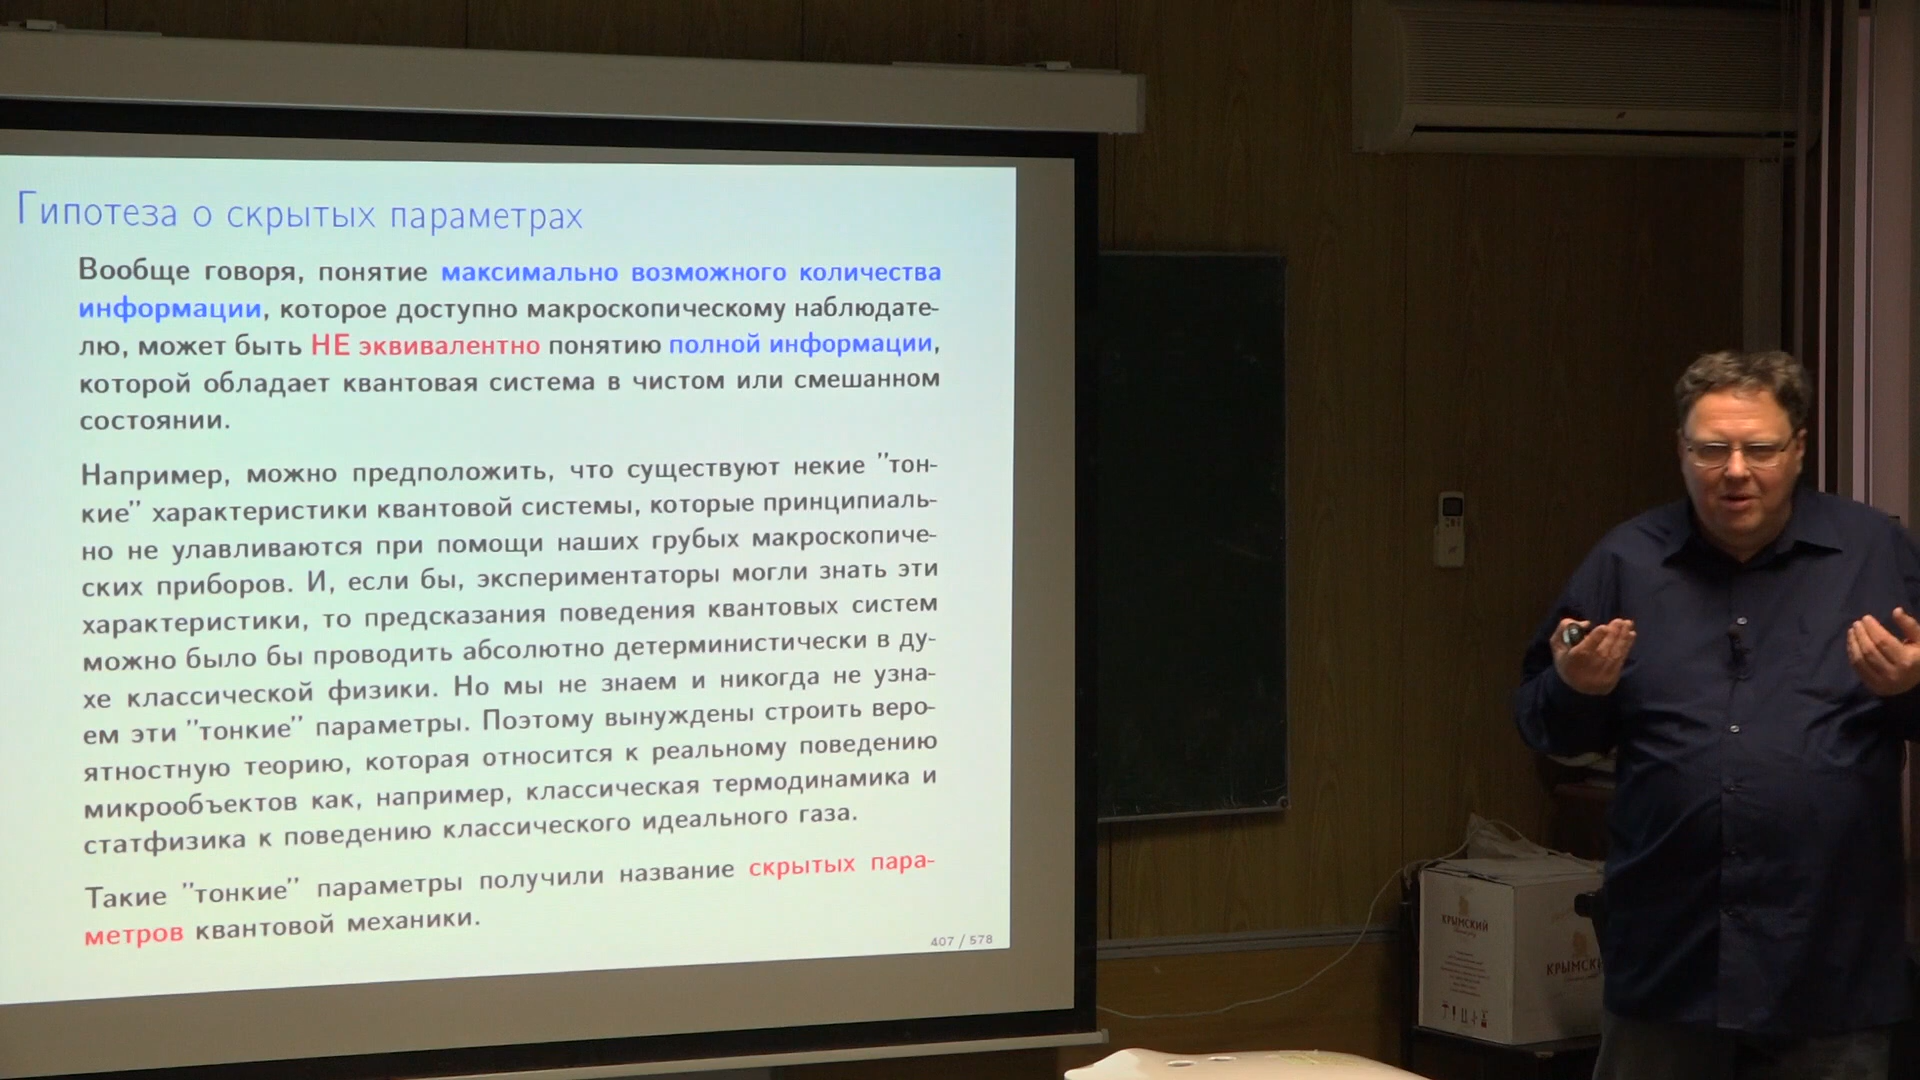 Гипотеза о скрытых параметрах
Вообще говоря, понятие максимально возможного количества
информации, которое доступно макроскопическому наблюдате-
лю, может быть НЕ эквивалентно понятию полной информации,
которой обладает квантовая система в чистом или смешанном
состоянии.
Например, можно предположить, что существуют некие "тон-
кие" характеристики квантовой системы, которые принципиаль-
но не улавливаются при помощи наших грубых макроскопиче-
ских приборов. И, если бы, экспериментаторы могли знать эти
характеристики, то предсказания поведения квантовых систем
можно было бы проводить абсолютно детерминистически в ду-
хе классической физики. Но мы не знаем и никогда не узна-
ем эти "тонкие" параметры. Поэтому вынуждены строить веро-
ятностную теорию, которая относится к реальному поведению
микрообъектов как, например, классическая термодинамика и
статфизика к поведению классического идеального газа.
Такие "тонкие" параметры получили название скрытых пара-
метров квантовой механики.
407 / 578
КРЫМСКИЙ